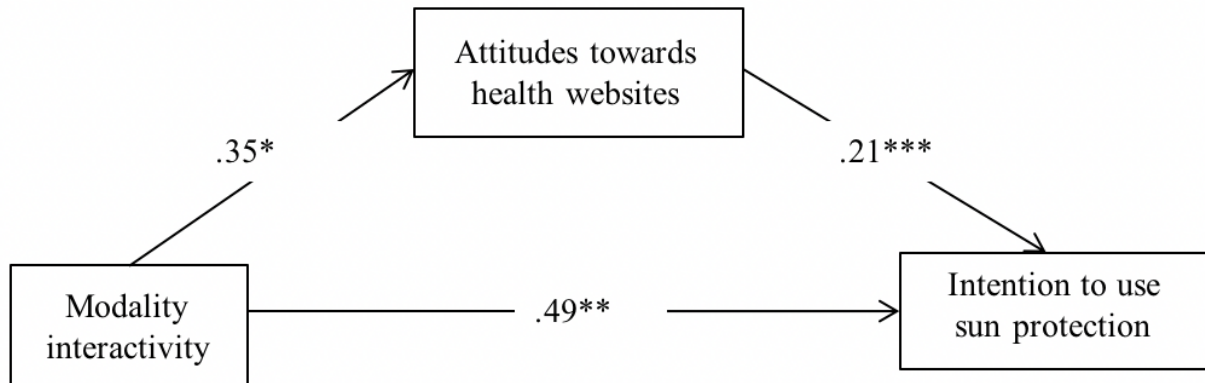 Attitudes towards
health websites
.35*
.21***
Modality
interactivity
.49**
Intention to use
sun protection